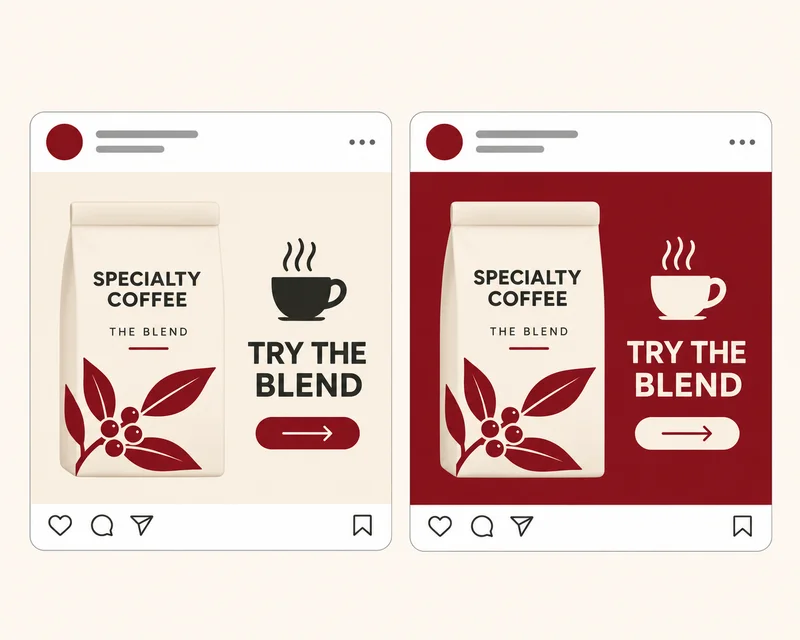 SPECIALTY
COFFEE
THE BLEND
TRY THE
BLEND
SPECIALTY
COFFEE
THE BLEND
TRY THE
BLEND